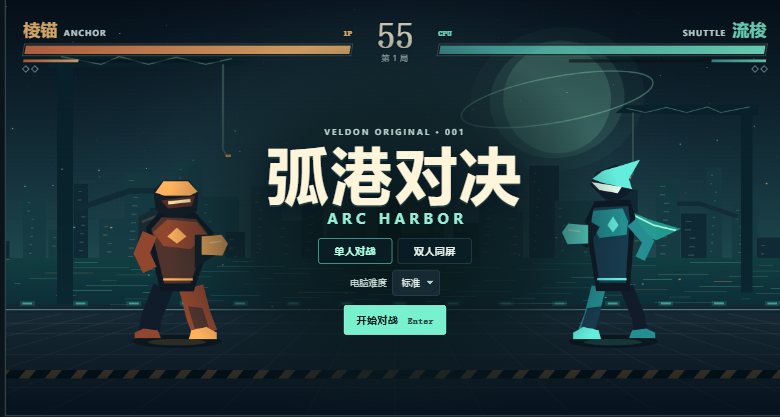 棱锚 ANCHOR 1P
55
第 1 局
CPU SHUTTLE 流梭
VELDON ORIGINAL • 001
弧港对决
ARC HARBOR
单人对战 双人同屏
电脑难度 标准
开始对战 Enter